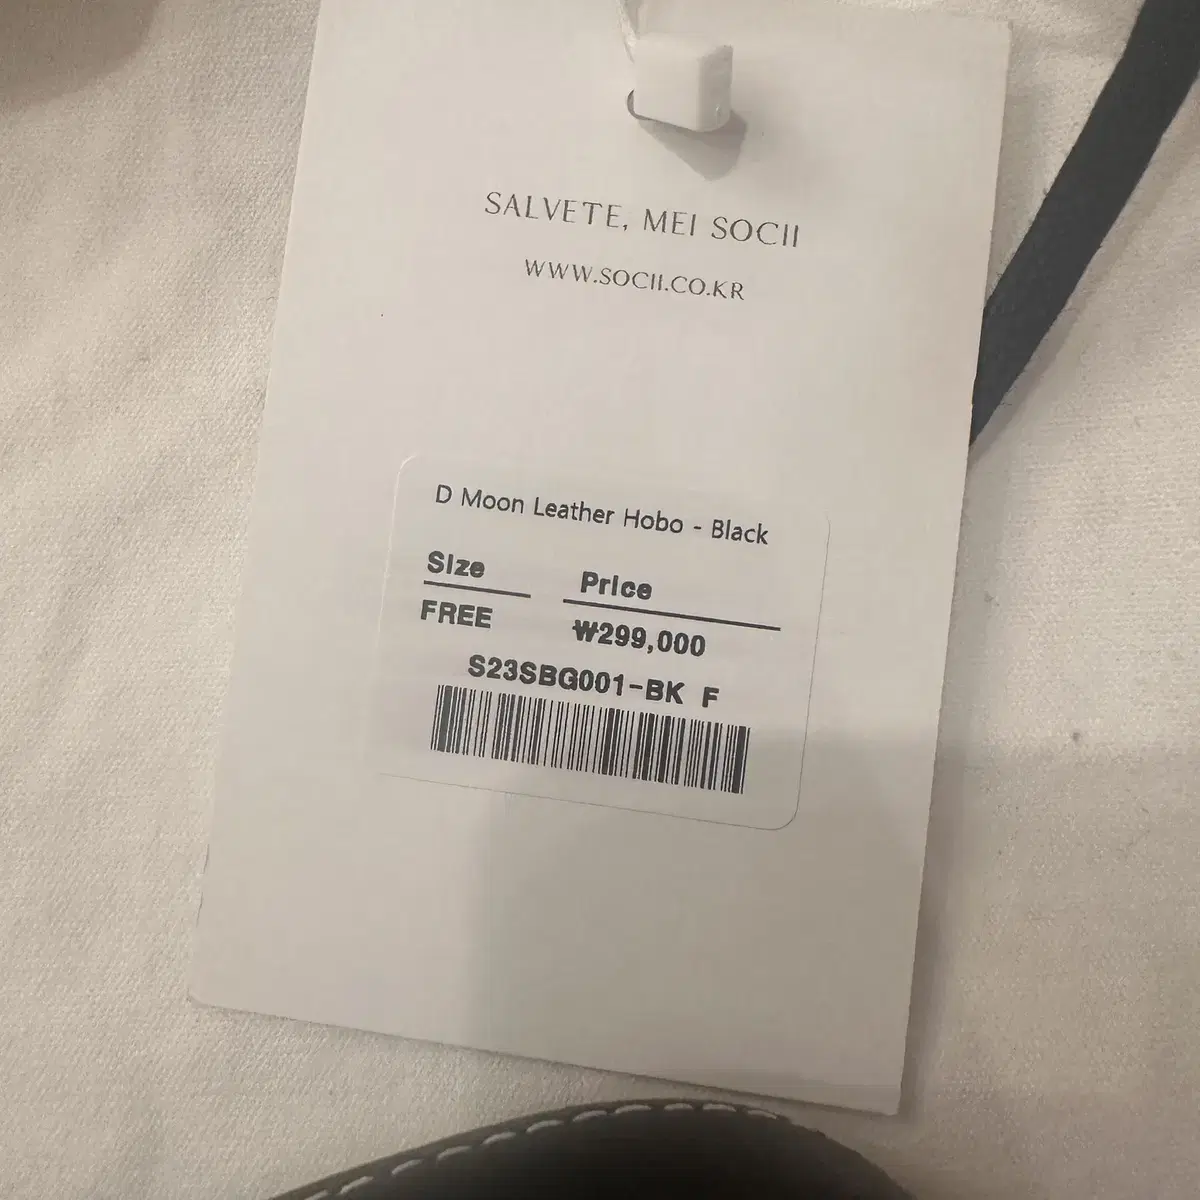 SALVETE, MEI SOCII
WWW.SOCII.CO.KR
D Moon Leather Hobo - Black
Size Price
FREE ₩299,000
S23SBG001-BK F